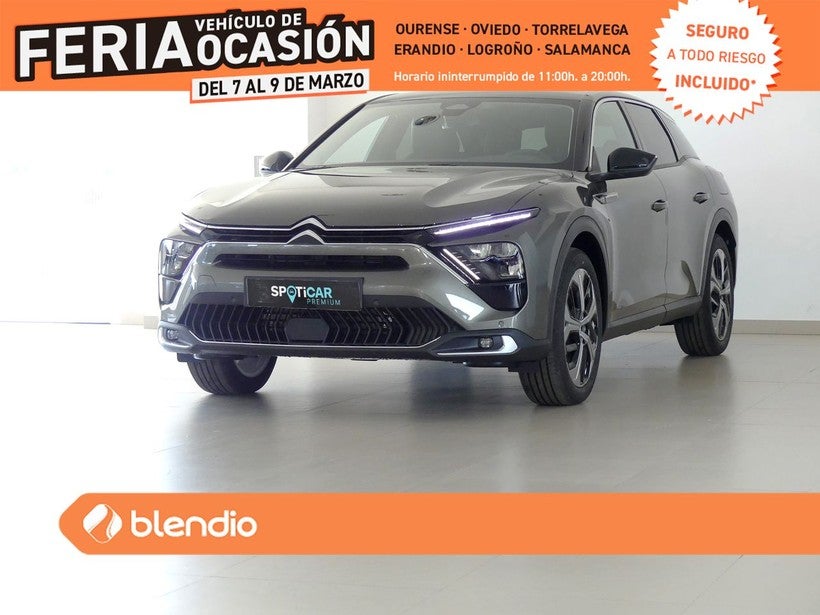 VEHÍCULO DE
FERIA OCASIÓN
DEL 7 AL 9 DE MARZO
OURENSE · OVIEDO · TORRELAVEGA
ERANDIO · LOGROÑO · SALAMANCA
Horario ininterrumpido de 11:00h. a 20:00h.
SEGURO
A TODO RIESGO
INCLUIDO*
SPOTiCAR
PREMIUM
blendio